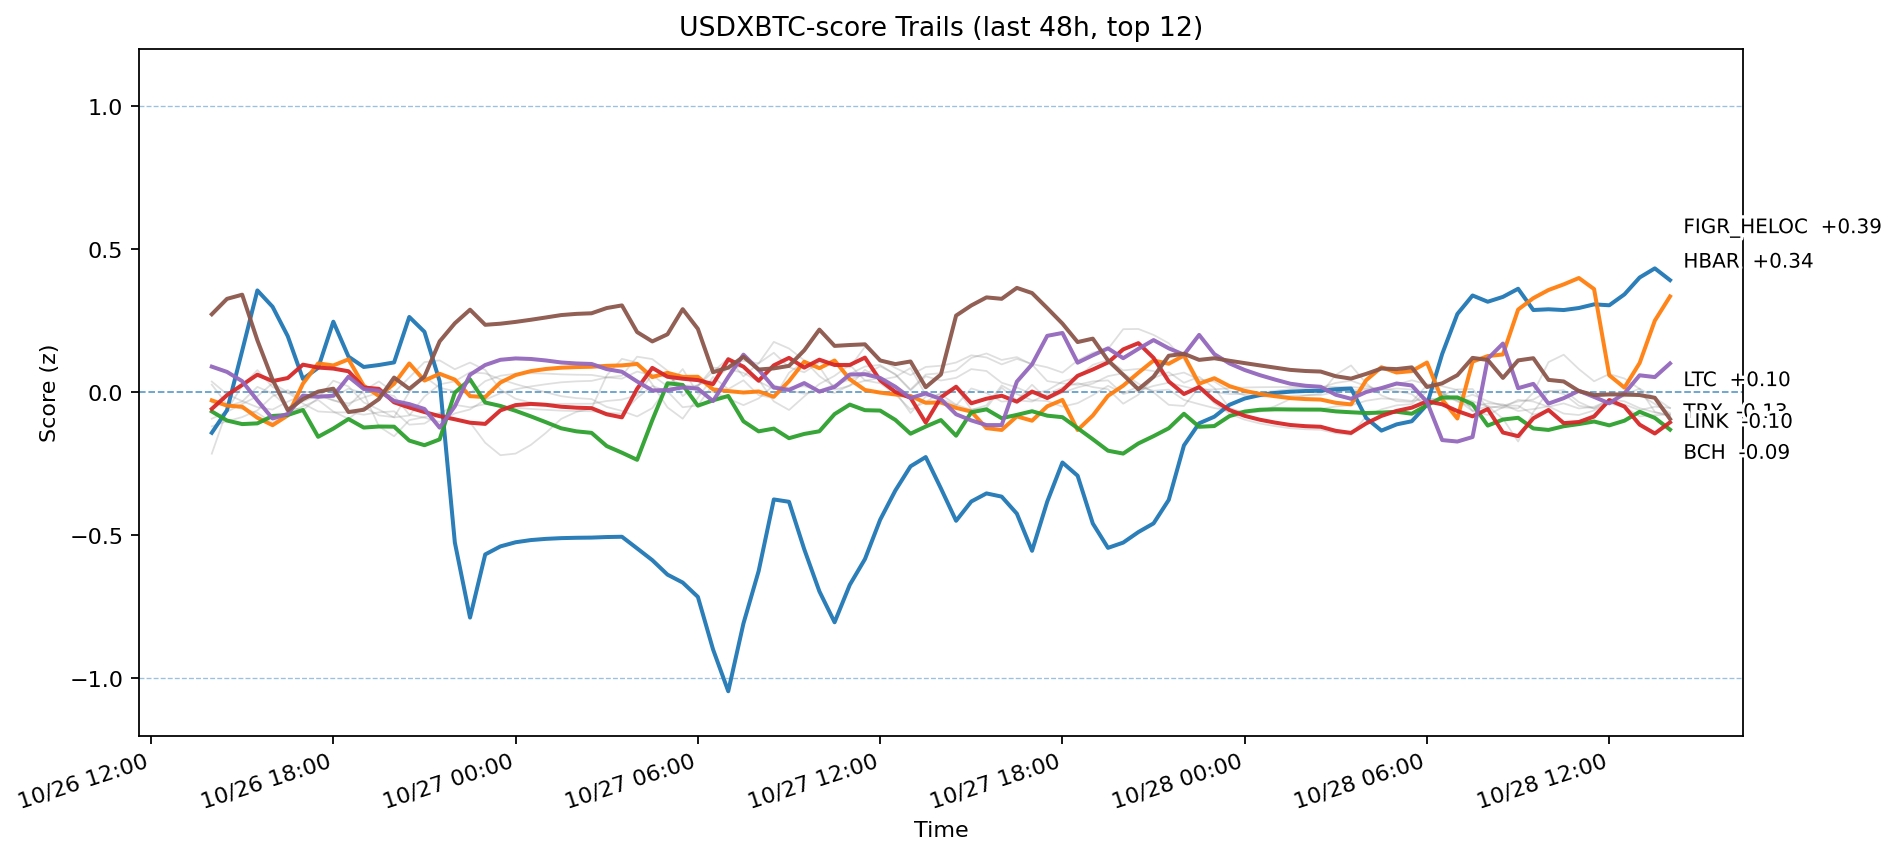 USDXBTC-score Trails (last 48h, top 12)
Score (z)
1.0
0.5
0.0
−0.5
−1.0
FIGR_HELOC +0.39
HBAR +0.34
LTC +0.10
TRX -0.13
LINK -0.10
BCH -0.09
10/26 12:00
10/26 18:00
10/27 00:00
10/27 06:00
10/27 12:00
10/27 18:00
10/28 00:00
10/28 06:00
10/28 12:00
Time